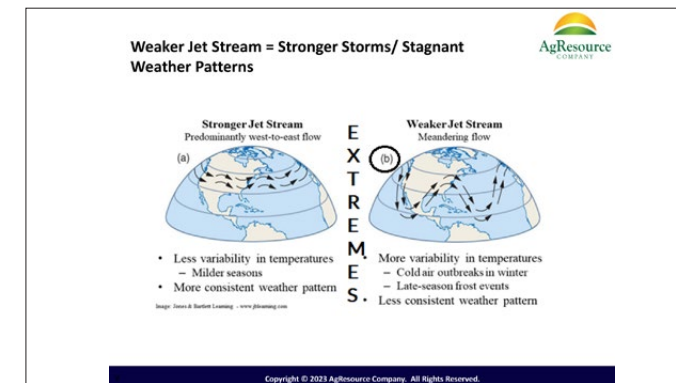 Weaker Jet Stream = Stronger Storms/ Stagnant
Weather Patterns
AgResource
COMPANY
Stronger Jet Stream
Predominantly west-to-east flow
(a)
• Less variability in temperatures
– Milder seasons
• More consistent weather pattern
Image: Jones & Bartlett Learning - www.jblearning.com
E
X
T
R
E
M
E
S
Weaker Jet Stream
Meandering flow
(b)
• More variability in temperatures
– Cold air outbreaks in winter
– Late-season frost events
• Less consistent weather pattern
Copyright © 2023 AgResource Company. All Rights Reserved.